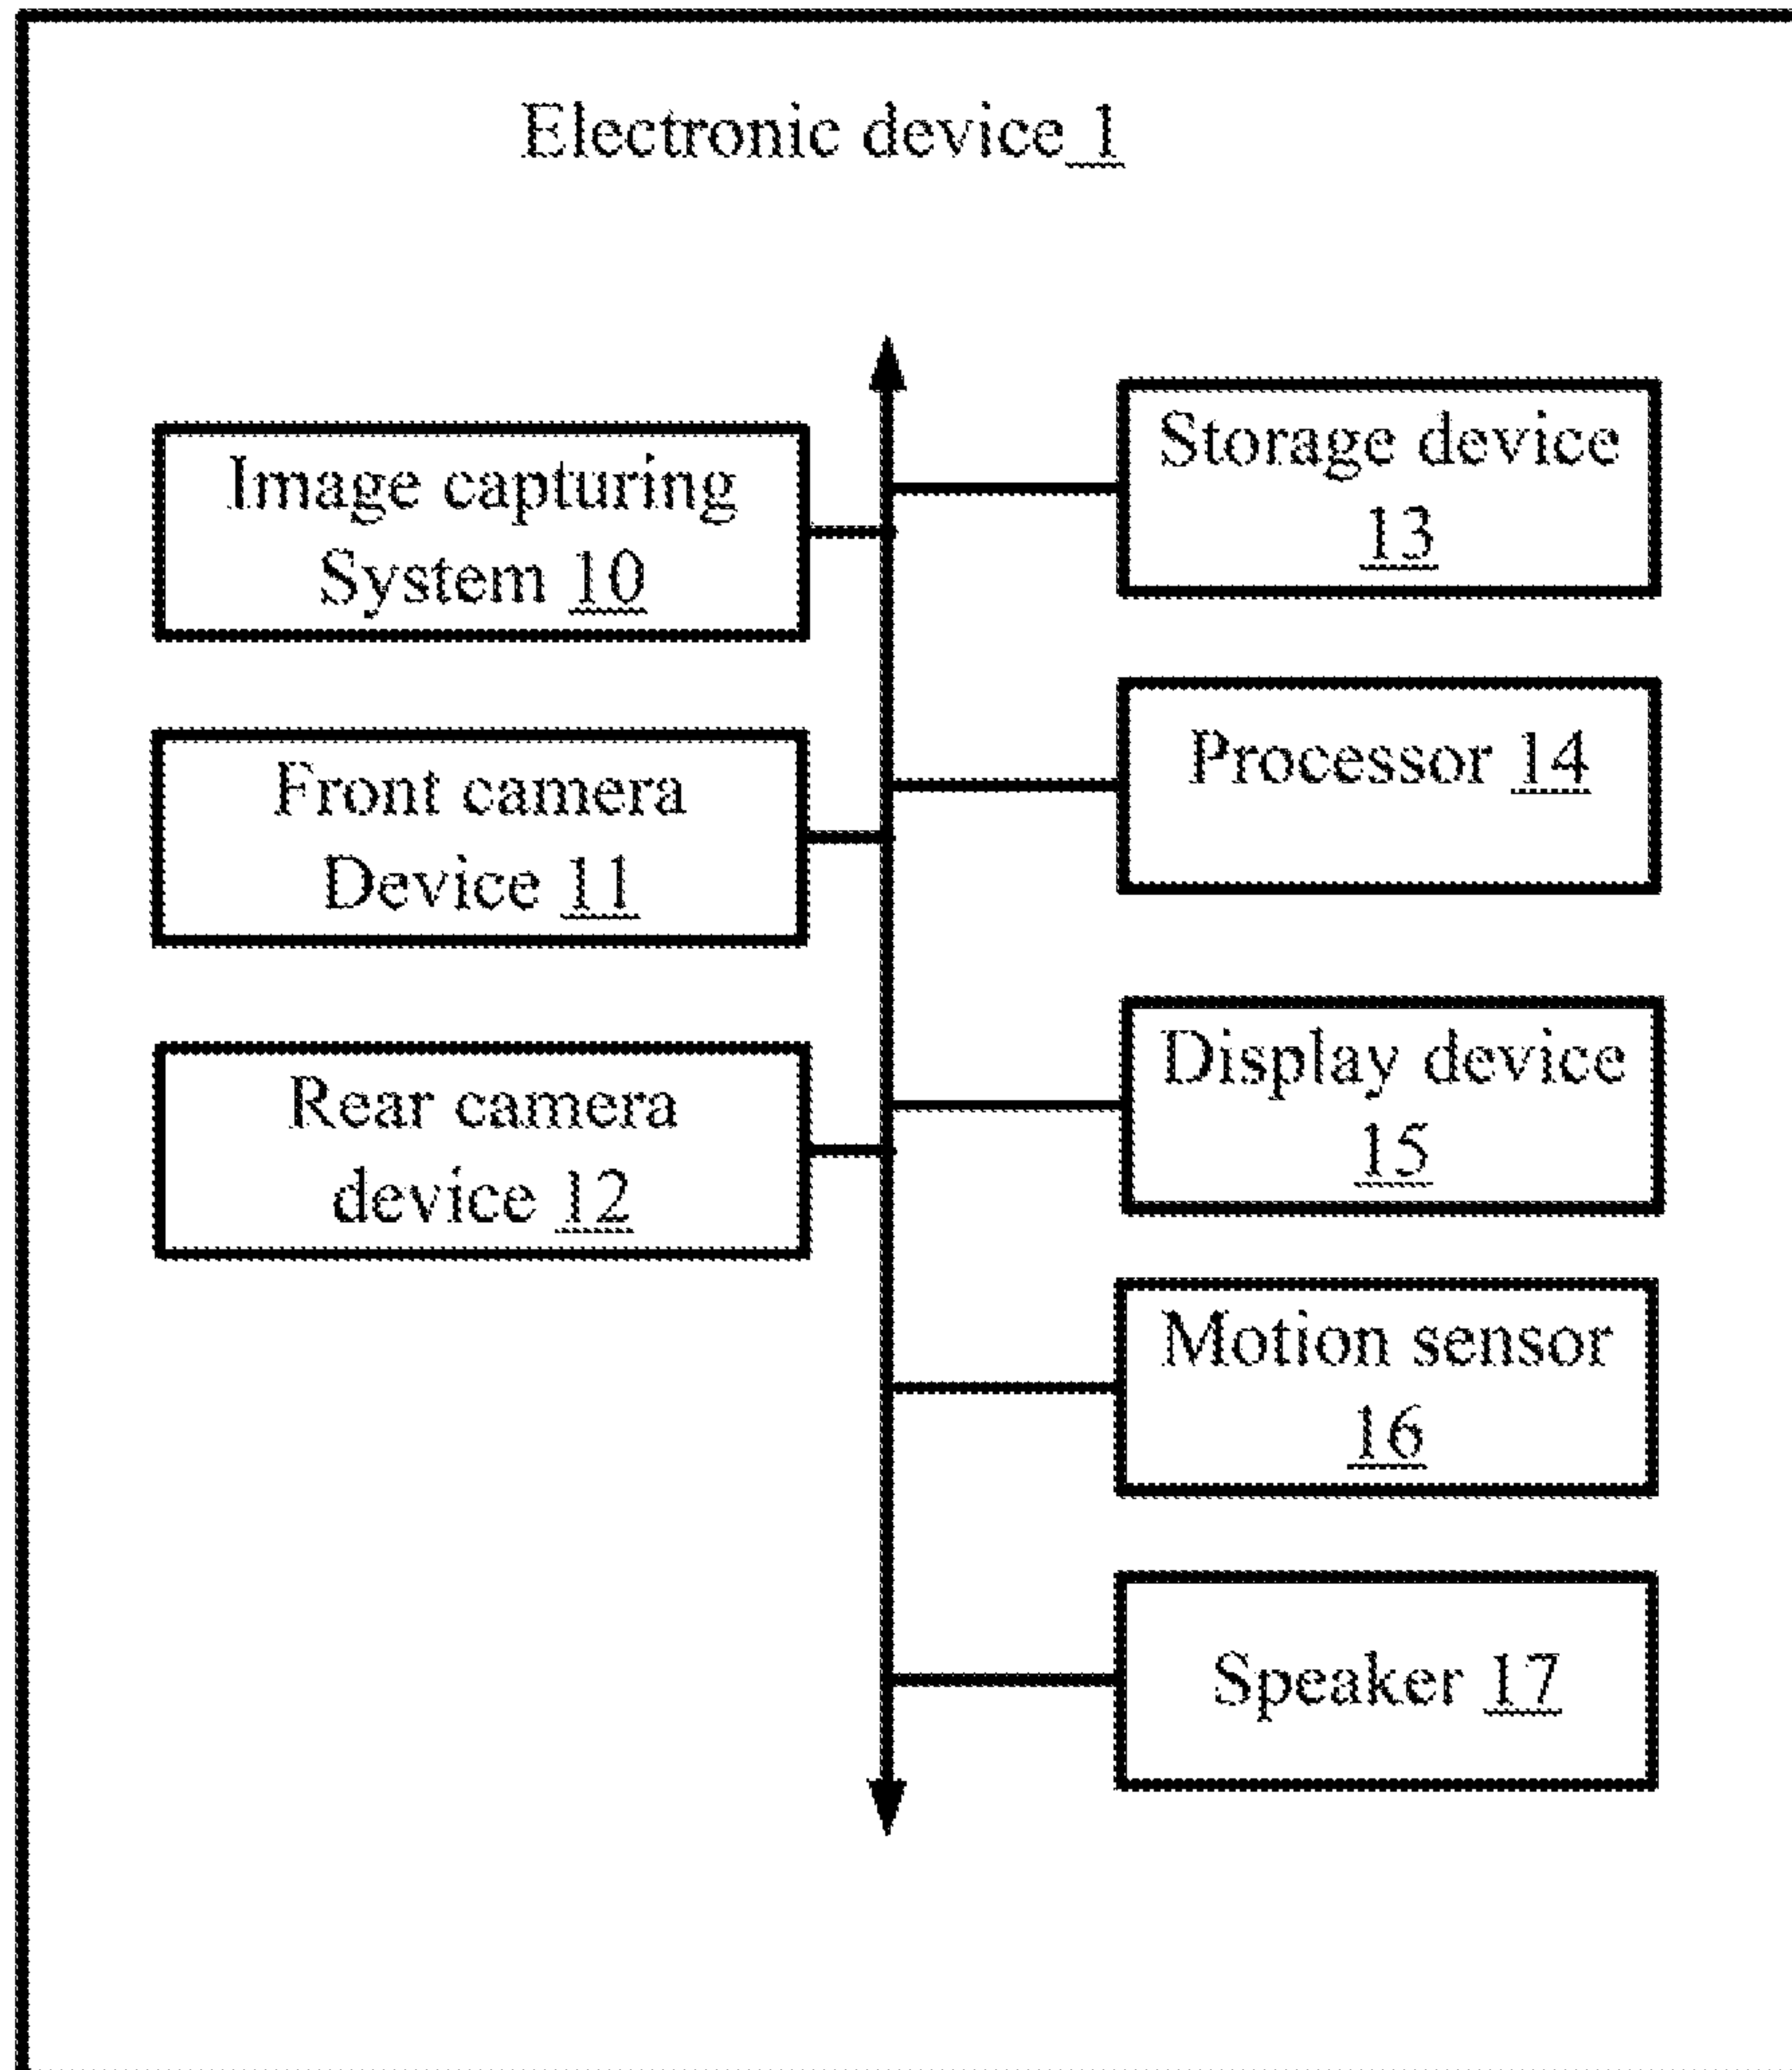 Electronic device 1
Image capturing
System 10
Front camera
Device 11
Rear camera
device 12
Storage device
13
Processor 14
Display device
15
Motion sensor
16
Speaker 17